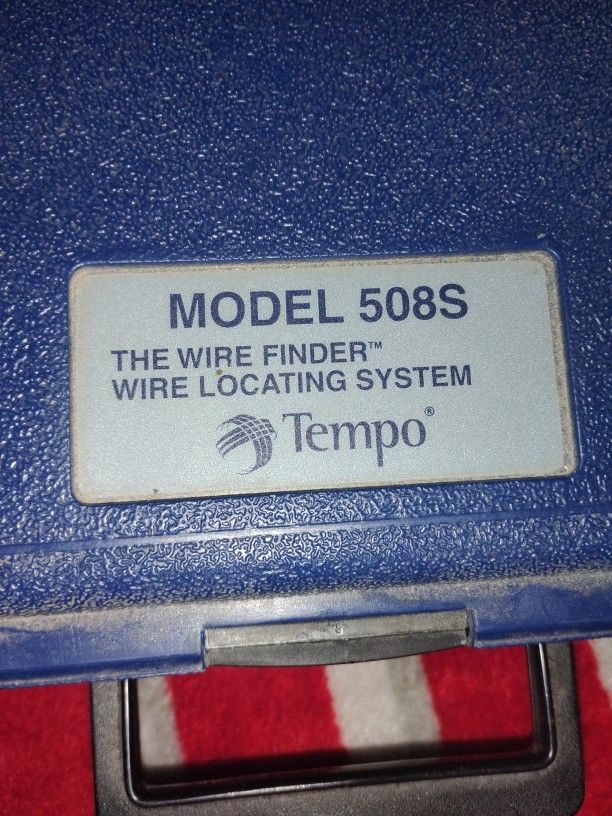 MODEL 508S
THE WIRE FINDER™
WIRE LOCATING SYSTEM
Tempo®